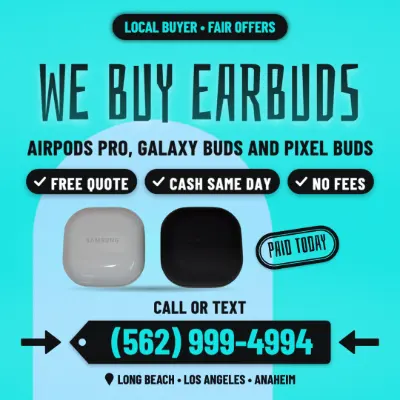 LOCAL BUYER • FAIR OFFERS
WE BUY EARBUDS
AIRPODS PRO, GALAXY BUDS AND PIXEL BUDS
✓ FREE QUOTE ✓ CASH SAME DAY ✓ NO FEES
SAMSUNG
PAID TODAY
CALL OR TEXT
(562) 999-4994
LONG BEACH • LOS ANGELES • ANAHEIM